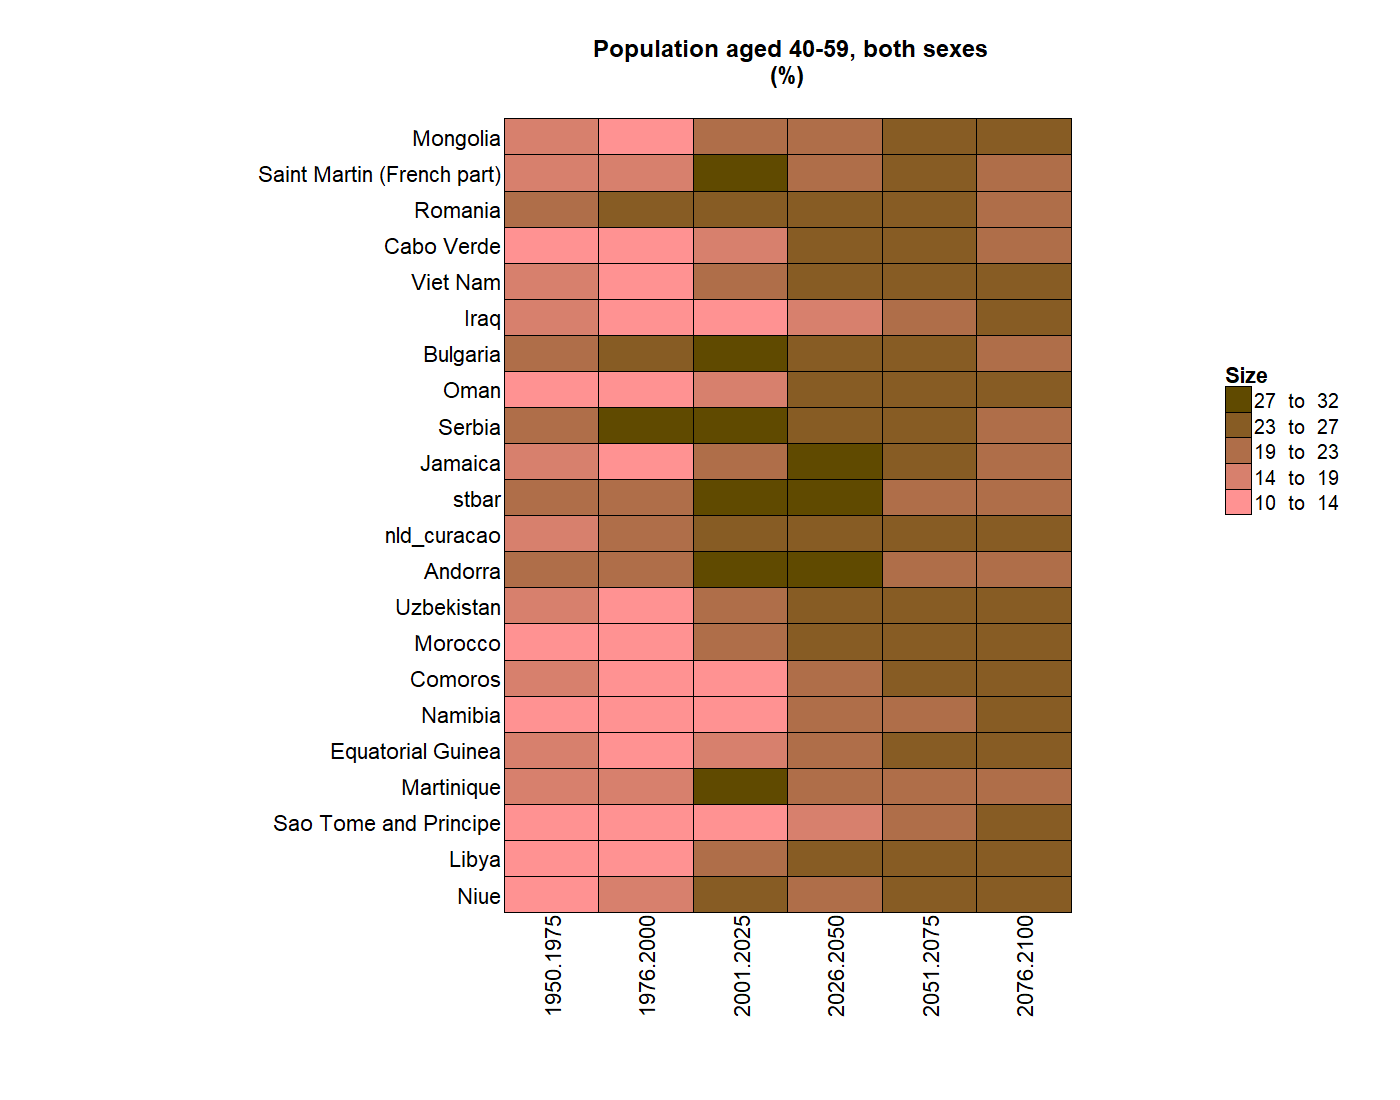 Population aged 40-59, both sexes
(%)
Mongolia
Saint Martin (French part)
Romania
Cabo Verde
Viet Nam
Iraq
Bulgaria
Oman
Serbia
Jamaica
stbar
nld_curacao
Andorra
Uzbekistan
Morocco
Comoros
Namibia
Equatorial Guinea
Martinique
Sao Tome and Principe
Libya
Niue
1950.1975
1976.2000
2001.2025
2026.2050
2051.2075
2076.2100
Size
27 to 32
23 to 27
19 to 23
14 to 19
10 to 14